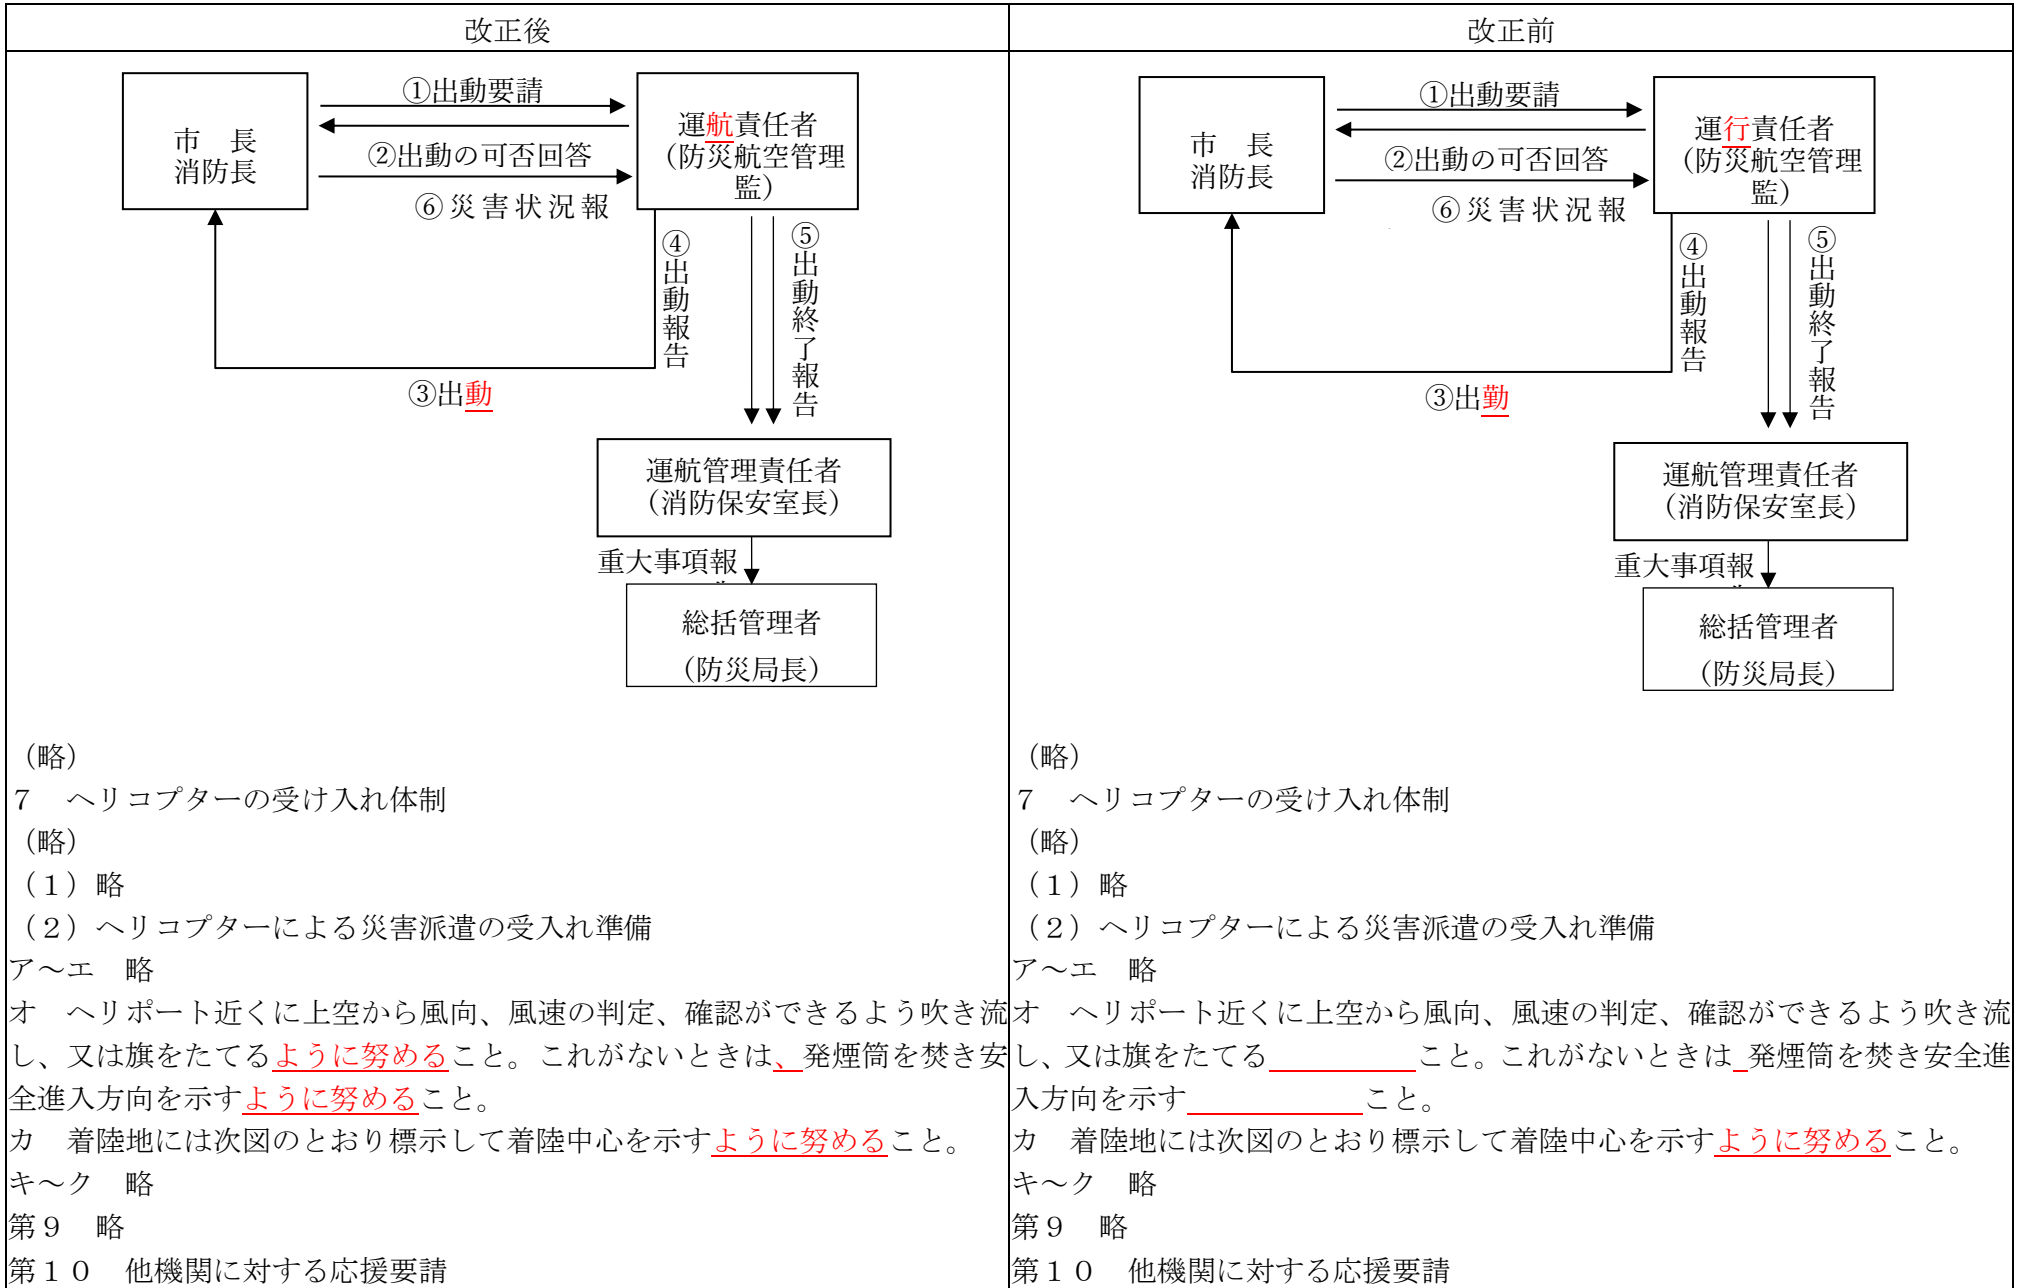 改正後
①出動要請
市　長
消防長
運航責任者
（防災航空管理
監）
②出動の可否回答
⑥災害状況報
④出動報告
⑤出動終了報告
③出動
運航管理責任者
（消防保安室長）
重大事項報
総括管理者
（防災局長）
（略）
７　ヘリコプターの受け入れ体制
（略）
（１）略
（２）ヘリコプターによる災害派遣の受入れ準備
ア～エ　略
オ　ヘリポート近くに上空から風向、風速の判定、確認ができるよう吹き流
し、又は旗をたてるように努めること。これがないときは、発煙筒を焚き安
全進入方向を示すように努めること。
カ　着陸地には次図のとおり標示して着陸中心を示すように努めること。
キ～ク　略
第９　略
第１０　他機関に対する応援要請
改正前
①出動要請
市　長
消防長
運行責任者
（防災航空管理
監）
②出動の可否回答
⑥災害状況報
④出動報告
⑤出動終了報告
③出勤
運航管理責任者
（消防保安室長）
重大事項報
総括管理者
（防災局長）
（略）
７　ヘリコプターの受け入れ体制
（略）
（１）略
（２）ヘリコプターによる災害派遣の受入れ準備
ア～エ　略
オ　ヘリポート近くに上空から風向、風速の判定、確認ができるよう吹き流
し、又は旗をたてる　　　　　こと。これがないときは 発煙筒を焚き安全進
入方向を示す　　　　　　こと。
カ　着陸地には次図のとおり標示して着陸中心を示すように努めること。
キ～ク　略
第９　略
第１０　他機関に対する応援要請